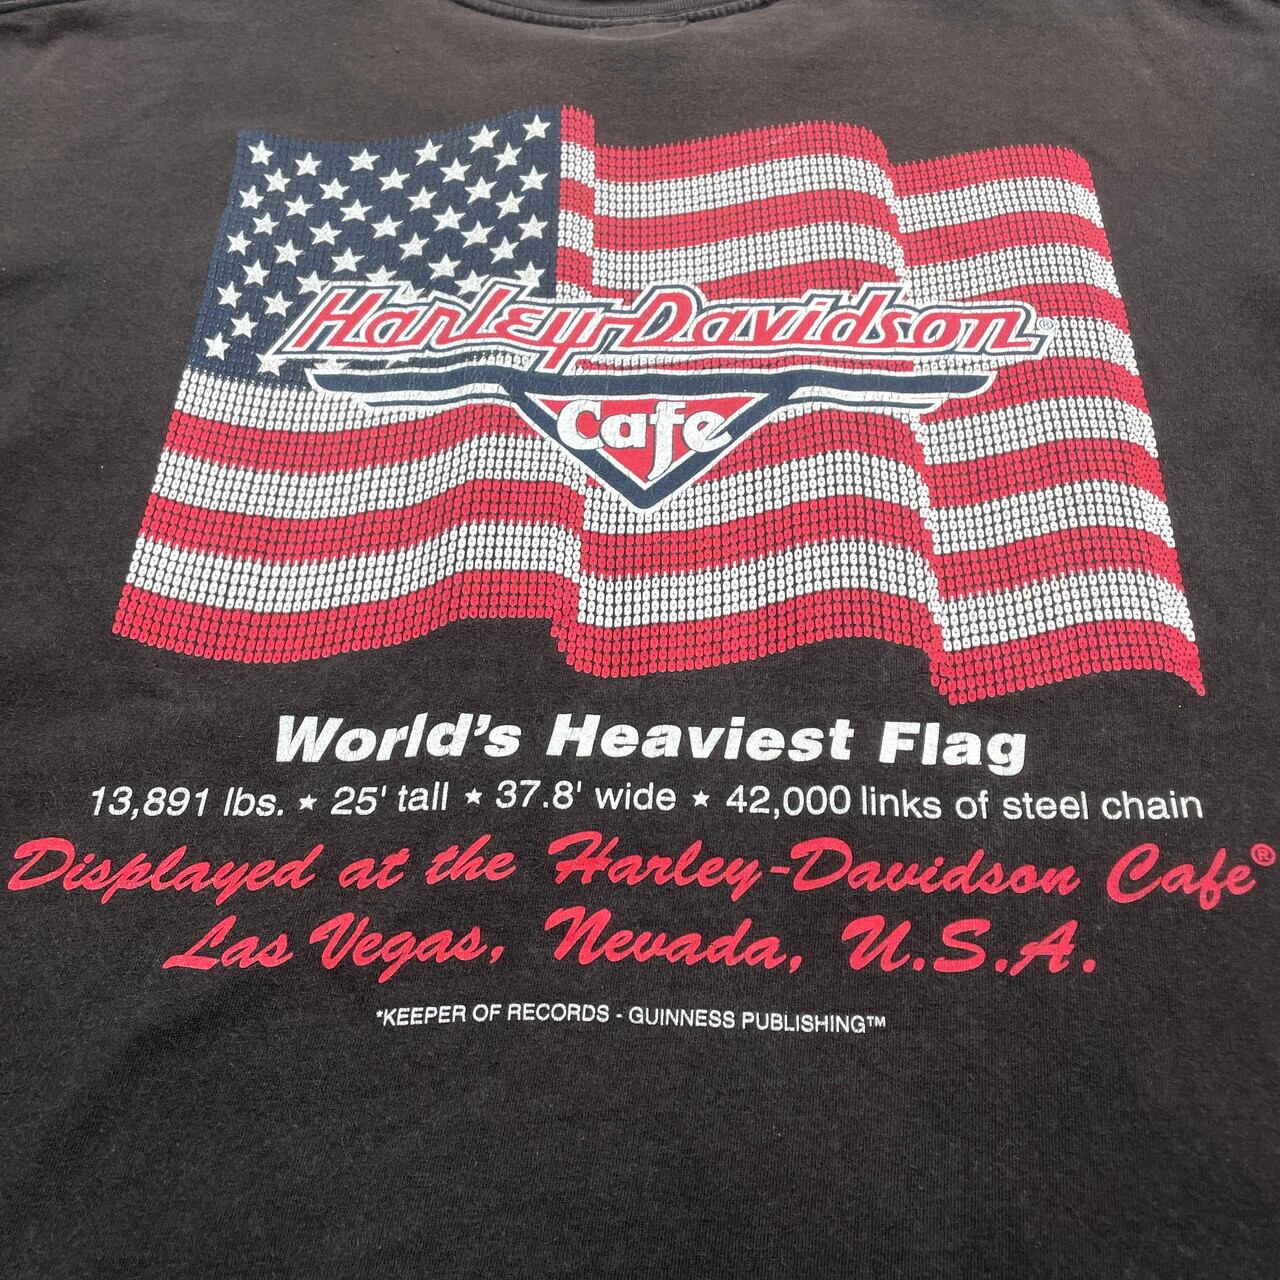 Harley-Davidson®
Cafe
World's Heaviest Flag
13,891 lbs. ★ 25' tall ★ 37.8' wide ★ 42,000 links of steel chain
Displayed at the Harley-Davidson Cafe®
Las Vegas, Nevada, U.S.A.
*KEEPER OF RECORDS - GUINNESS PUBLISHING™